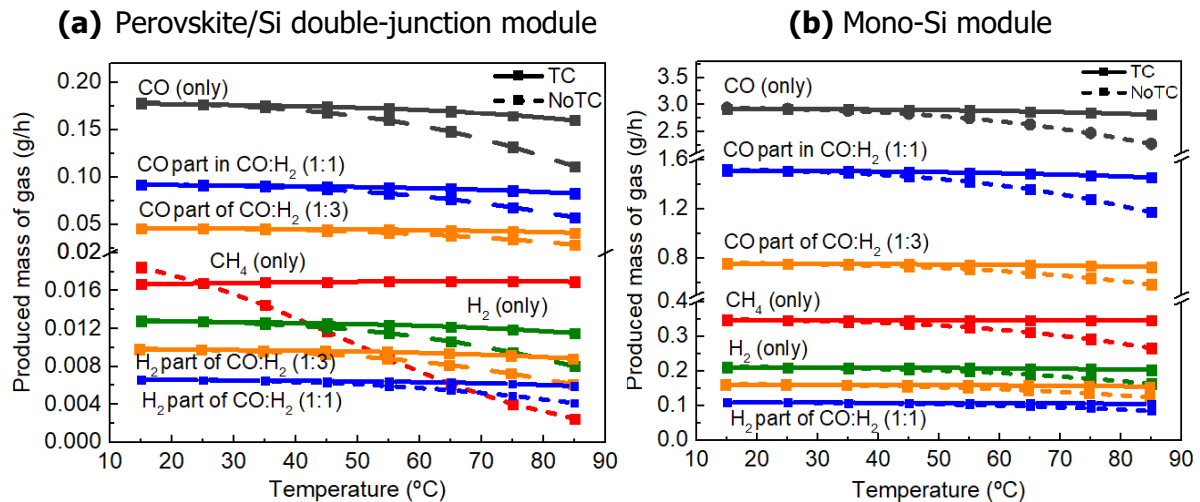 (a) Perovskite/Si double-junction module
0.20
0.15
0.10
0.05
0.02
0.016
0.012
0.008
0.004
0.000
Produced mass of gas (g/h)
CO (only)
TC
NoTC
CO part in CO:H₂ (1:1)
CO part of CO:H₂ (1:3)
CH₄ (only)
H₂ (only)
H₂ part of CO:H₂ (1:3)
H₂ part of CO:H₂ (1:1)
10 20 30 40 50 60 70 80 90
Temperature (ºC)
(b) Mono-Si module
3.5
3.0
2.5
1.6
1.2
0.8
0.4
0.3
0.2
0.1
0.0
Produced mass of gas (g/h)
CO (only)
TC
NoTC
CO part in CO:H₂ (1:1)
CO part of CO:H₂ (1:3)
CH₄ (only)
H₂ (only)
H₂ part of CO:H₂ (1:1)
10 20 30 40 50 60 70 80 90
Temperature (ºC)